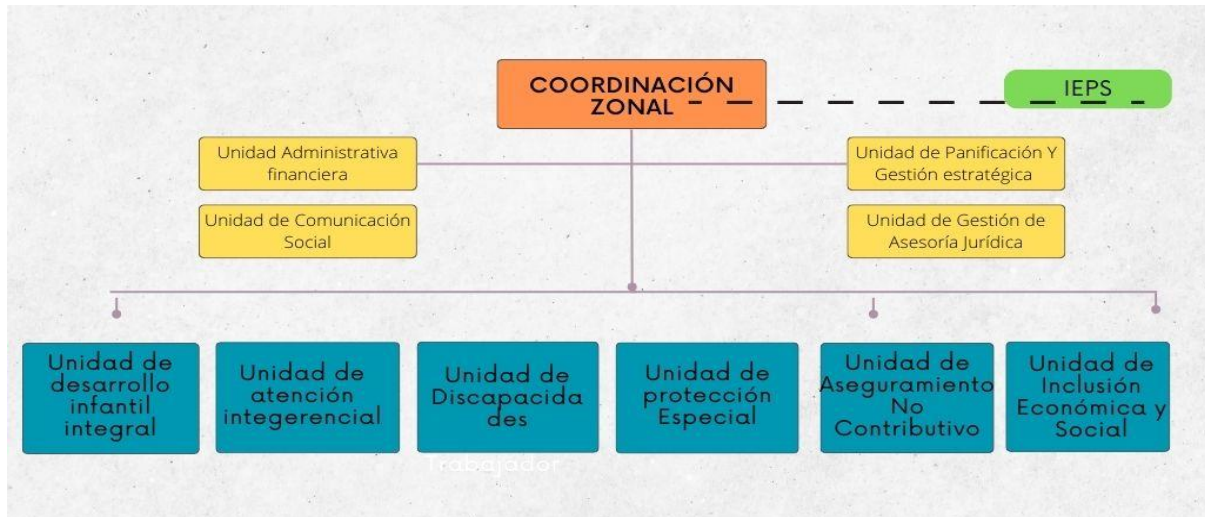 COORDINACIÓN
ZONAL
IEPS
Unidad Administrativa
financiera
Unidad de Panificación Y
Gestión estratégica
Unidad de Comunicación
Social
Unidad de Gestión de
Asesoría Jurídica
Unidad de
desarrollo
infantil
integral
Unidad de
atención
integerencial
Unidad de
Discapacida
des
Unidad de
protección
Especial
Unidad de
Aseguramiento
No
Contributivo
Unidad de
Inclusión
Económica y
Social
Trabajador